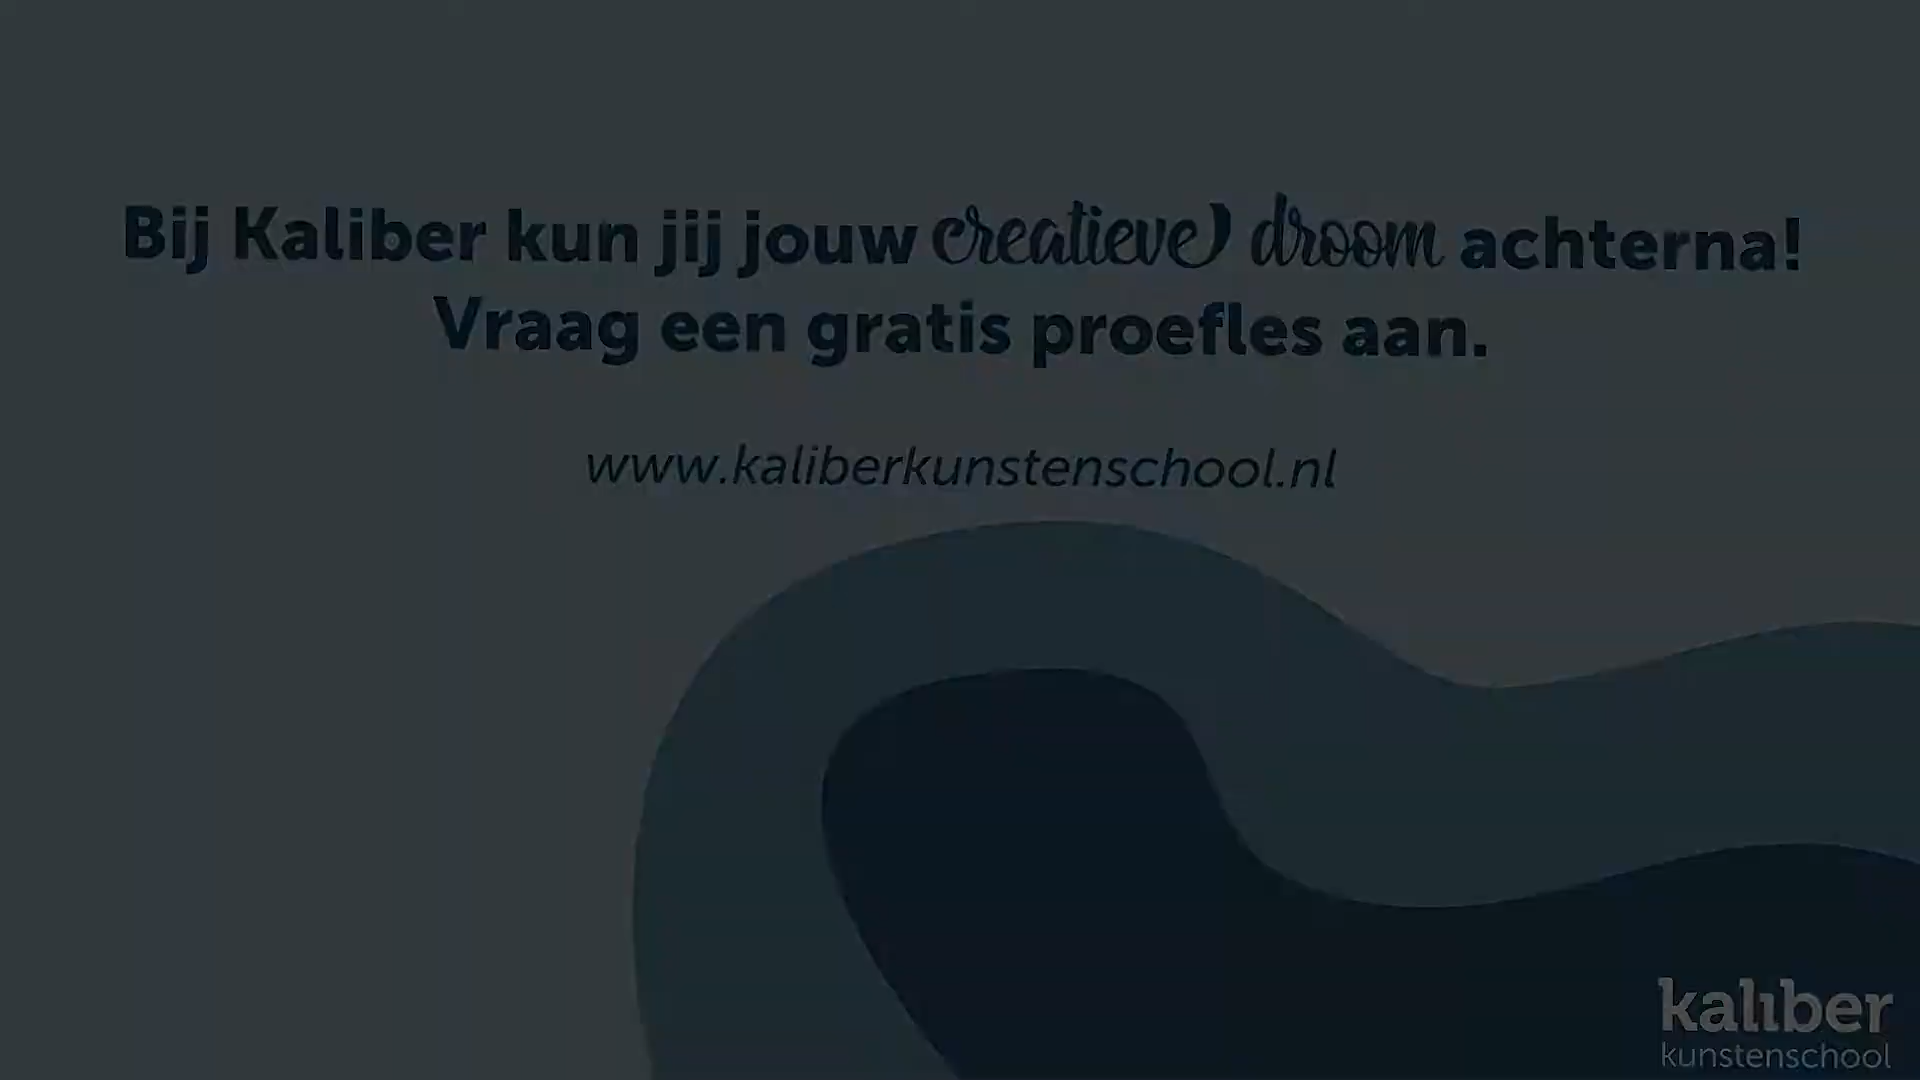 Bij Kaliber kun jij jouw creatieve droom achterna!
Vraag een gratis proefles aan.
www.kaliberkunstenschool.nl
kaliber
kunstenschool